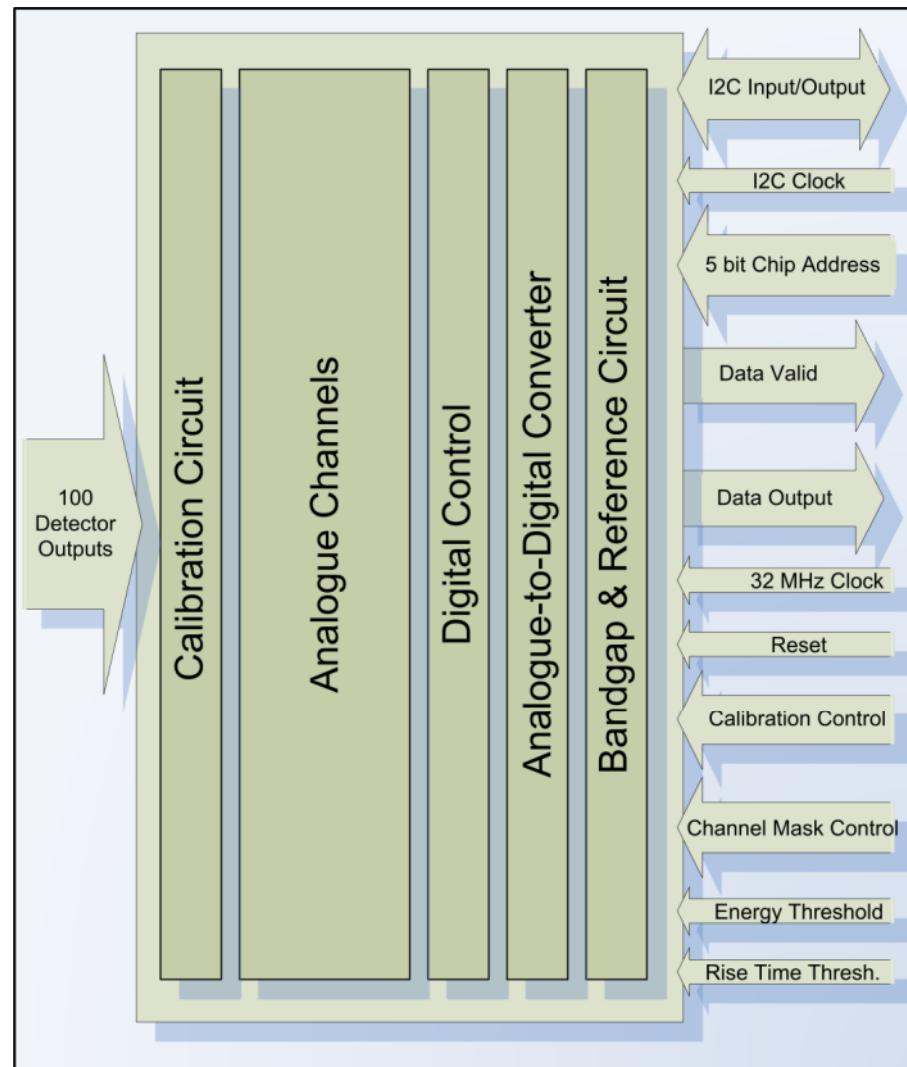 100
Detector
Outputs
Calibration Circuit
Analogue Channels
Digital Control
Analogue-to-Digital Converter
Bandgap & Reference Circuit
I2C Input/Output
I2C Clock
5 bit Chip Address
Data Valid
Data Output
32 MHz Clock
Reset
Calibration Control
Channel Mask Control
Energy Threshold
Rise Time Thresh.